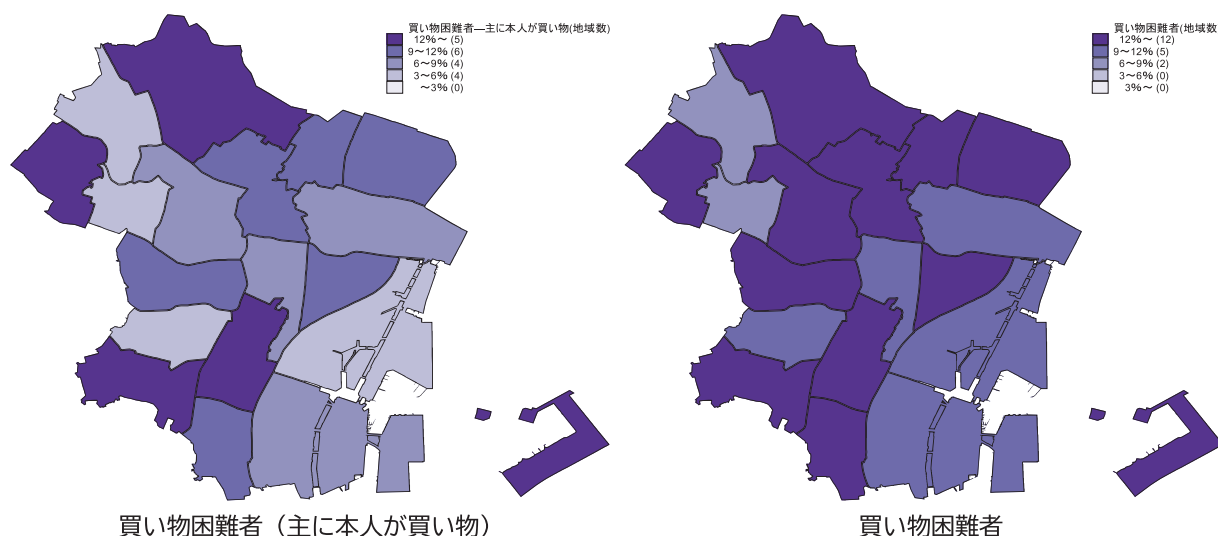 買い物困難者―主に本人が買い物(地域数)
12%～ (5)
9～12% (6)
6～9% (4)
3～6% (4)
～3% (0)
買い物困難者(地域数
12%～ (12)
9～12% (5)
6～9% (2)
3～6% (0)
3%～ (0)
買い物困難者（主に本人が買い物）
買い物困難者